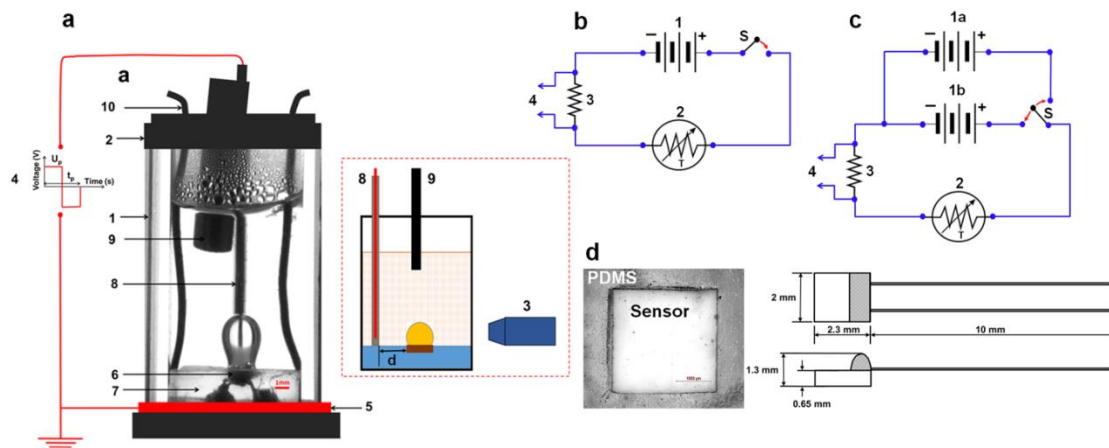 a
a
10
2
4
Voltage (V)
Up
tp
Time (s)
1
9
8
6
7
1mm
5
8
9
3
d
b
1
−
+
S
4
3
2
T
c
1a
−
+
1b
−
+
S
4
3
2
T
d
PDMS
Sensor
1000 μm
2 mm
2.3 mm
10 mm
1.3 mm
0.65 mm